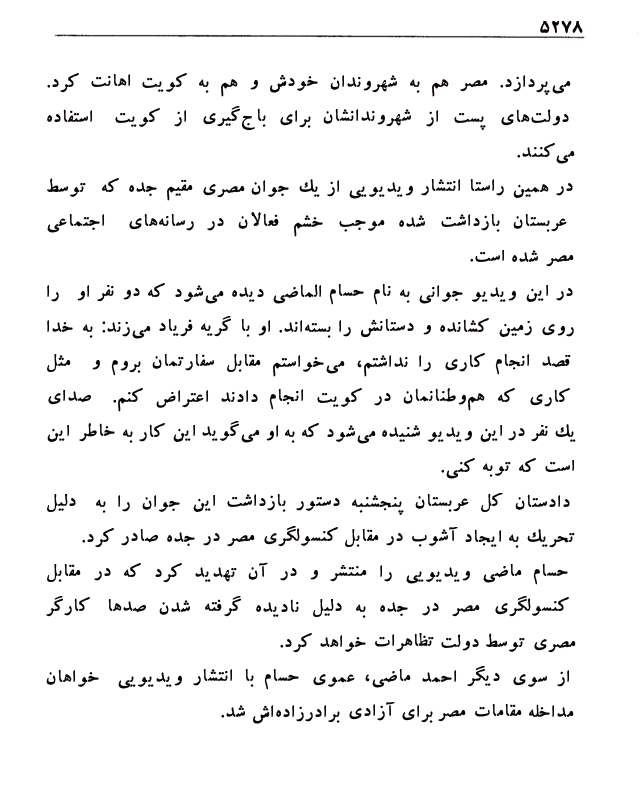 ۵۲۷۸
می‌پردازد. مصر هم به شهروندان خودش و هم به کویت اهانت کرد.
دولت‌های پست از شهروندانشان برای باج‌گیری از کویت استفاده
می‌کنند.
در همین راستا انتشار ویدیویی از یك جوان مصری مقیم جده که توسط
عربستان بازداشت شده موجب خشم فعالان در رسانه‌های اجتماعی
مصر شده است.
در این ویدیو جوانی به نام حسام الماضی دیده می‌شود که دو نفر او را
روی زمین کشانده و دستانش را بسته‌اند. او با گریه فریاد می‌زند: به خدا
قصد انجام کاری را نداشتم، می‌خواستم مقابل سفارتمان بروم و مثل
کاری که هم‌وطنانمان در کویت انجام دادند اعتراض کنم. صدای
یك نفر در این ویدیو شنیده می‌شود که به او می‌گوید این کار به خاطر این
است که توبه کنی.
دادستان کل عربستان پنجشنبه دستور بازداشت این جوان را به دلیل
تحریك به ایجاد آشوب در مقابل کنسولگری مصر در جده صادر کرد.
حسام ماضی ویدیویی را منتشر و در آن تهدید کرد که در مقابل
کنسولگری مصر در جده به دلیل نادیده گرفته شدن صدها کارگر
مصری توسط دولت تظاهرات خواهد کرد.
از سوی دیگر احمد ماضی، عموی حسام با انتشار ویدیویی خواهان
مداخله مقامات مصر برای آزادی برادرزاده‌اش شد.